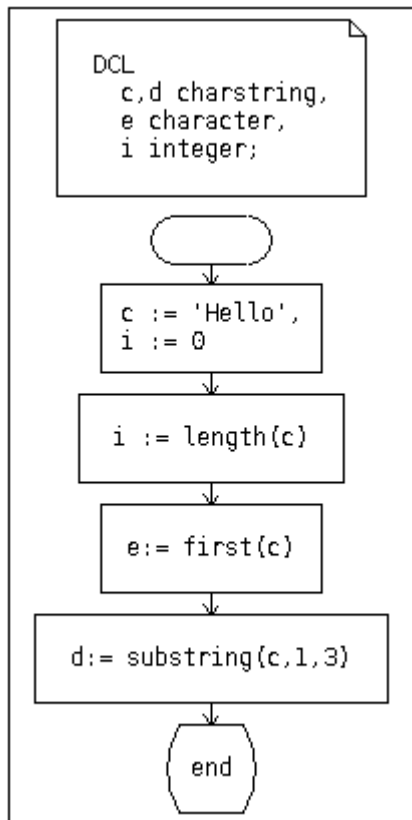 DCL
c,d charstring,
e character,
i integer;
c := 'Hello',
i := 0
i := length(c)
e:= first(c)
d:= substring(c,1,3)
end